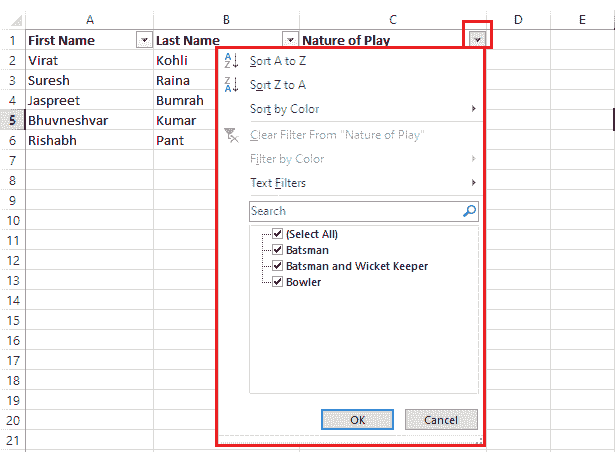 A B C D E
1 First Name Last Name Nature of Play
2 Virat Kohli
3 Suresh Raina
4 Jaspreet Bumrah
5 Bhuvneshvar Kumar
6 Rishabh Pant
7
8
9
10
11
12
13
14
15
16
17
18
19
20
21
Sort A to Z
Sort Z to A
Sort by Color
Clear Filter From "Nature of Play"
Filter by Color
Text Filters
Search
(Select All)
Batsman
Batsman and Wicket Keeper
Bowler
OK Cancel